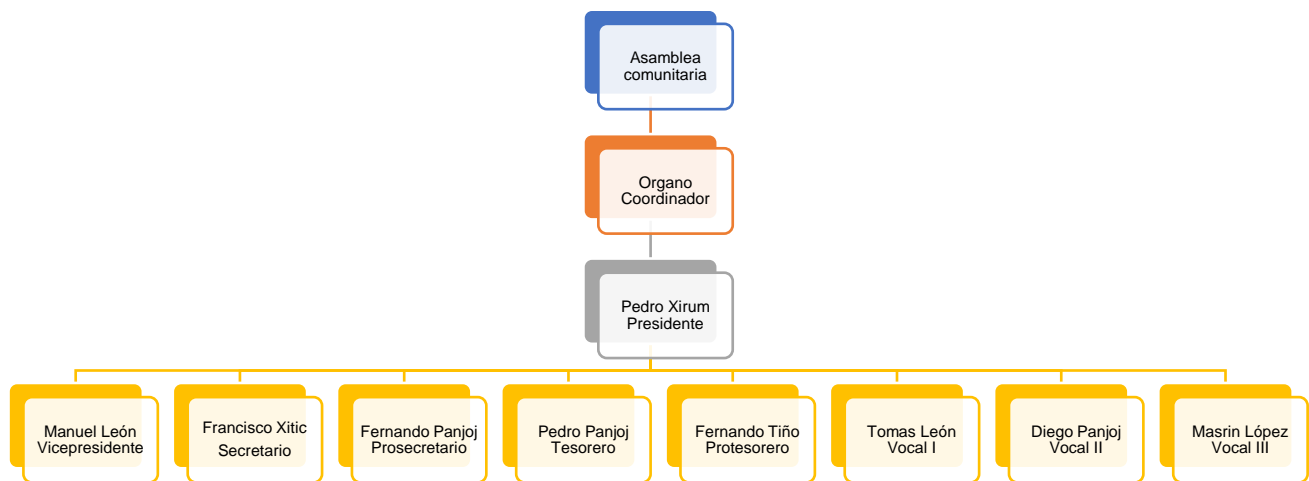 Asamblea
comunitaria
Organo
Coordinador
Pedro Xirum
Presidente
Manuel León
Vicepresidente
Francisco Xitic
Secretario
Fernando Panjoj
Prosecretario
Pedro Panjoj
Tesorero
Fernando Tiño
Protesorero
Tomas León
Vocal I
Diego Panjoj
Vocal II
Masrin López
Vocal III